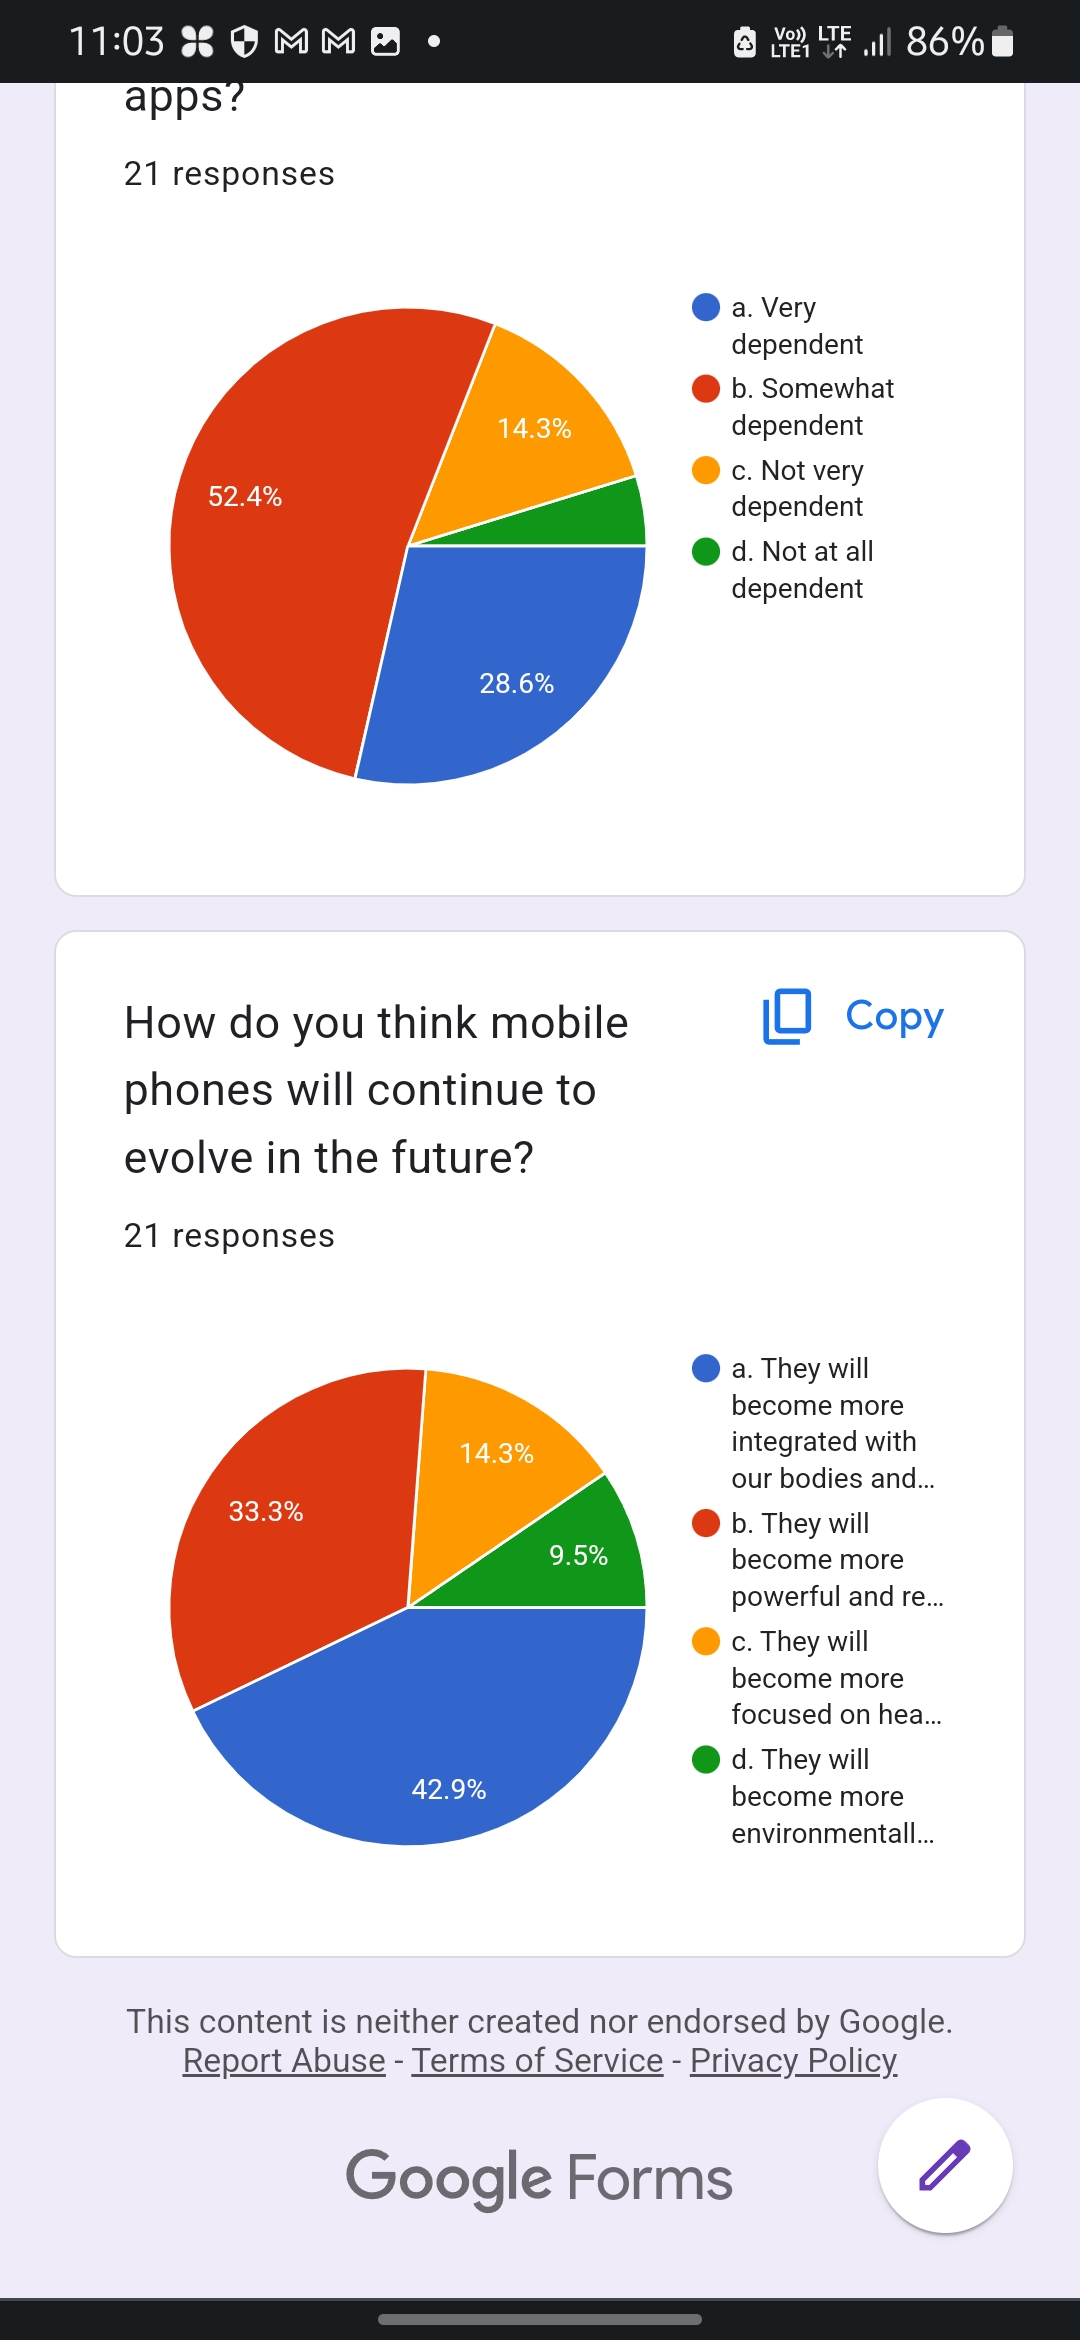 11:03
Vo)) LTE1 LTE 86%
apps?
21 responses
52.4%
14.3%
28.6%
a. Very
dependent
b. Somewhat
dependent
c. Not very
dependent
d. Not at all
dependent
How do you think mobile
phones will continue to
evolve in the future?
Copy
21 responses
33.3%
14.3%
9.5%
42.9%
a. They will
become more
integrated with
our bodies and...
b. They will
become more
powerful and re...
c. They will
become more
focused on hea...
d. They will
become more
environmentall...
This content is neither created nor endorsed by Google.
Report Abuse - Terms of Service - Privacy Policy
Google Forms